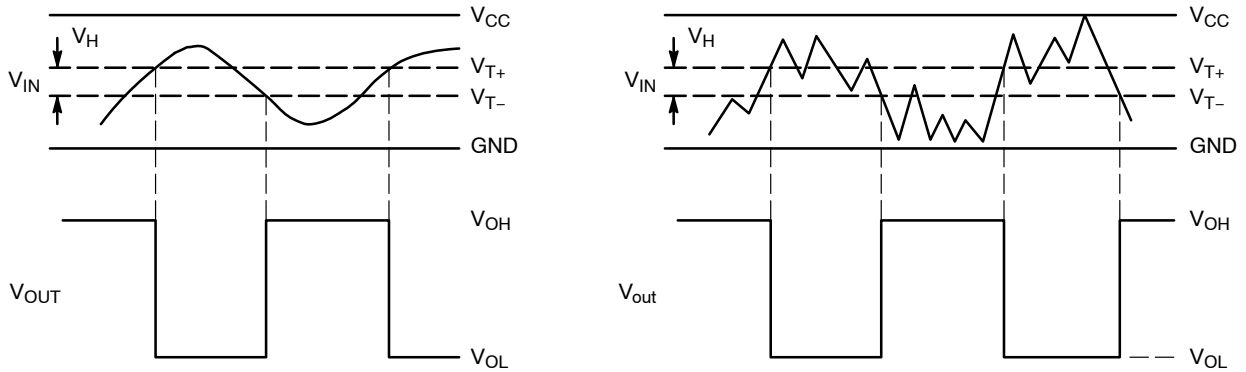 V_CC
V_H
V_T+
V_IN
V_T−
GND
V_OH
V_OUT
V_OL
V_CC
V_H
V_T+
V_IN
V_T−
GND
V_OH
V_out
V_OL